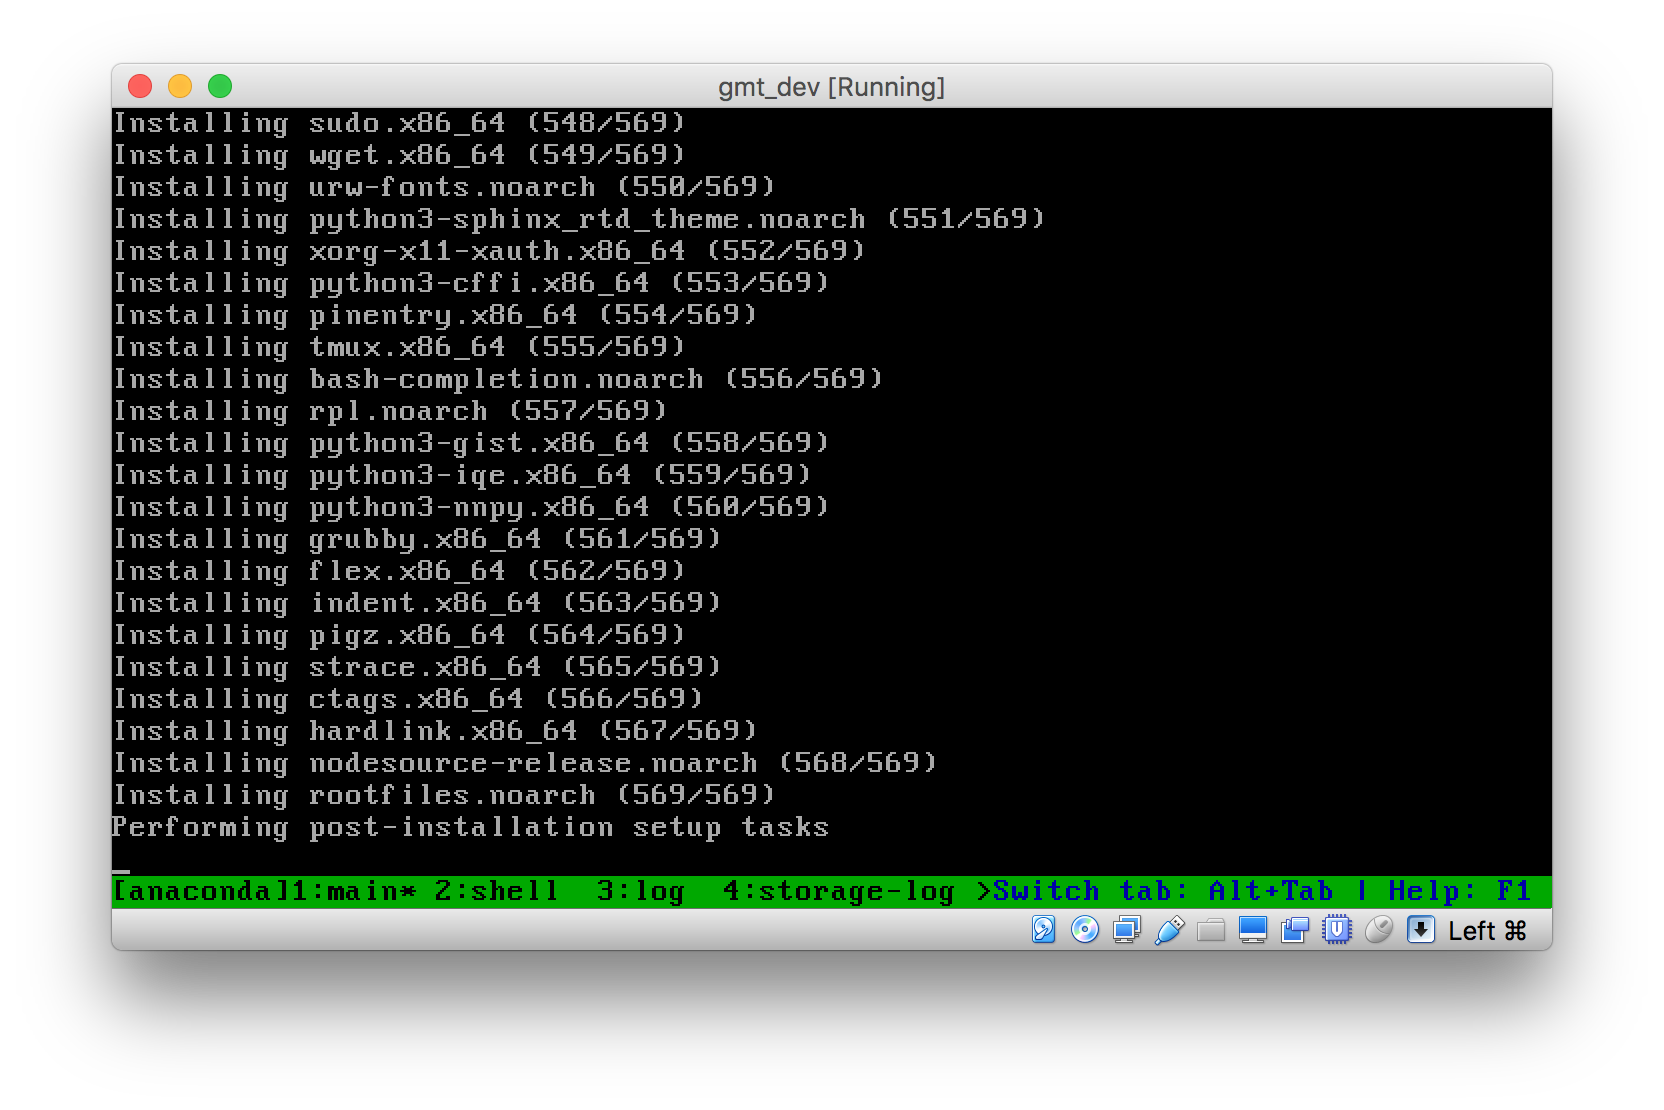 gmt_dev [Running]
Installing sudo.x86_64 (548/569)
Installing wget.x86_64 (549/569)
Installing urw-fonts.noarch (550/569)
Installing python3-sphinx_rtd_theme.noarch (551/569)
Installing xorg-x11-xauth.x86_64 (552/569)
Installing python3-cffi.x86_64 (553/569)
Installing pinentry.x86_64 (554/569)
Installing tmux.x86_64 (555/569)
Installing bash-completion.noarch (556/569)
Installing rpl.noarch (557/569)
Installing python3-gist.x86_64 (558/569)
Installing python3-iqe.x86_64 (559/569)
Installing python3-nnpy.x86_64 (560/569)
Installing grubby.x86_64 (561/569)
Installing flex.x86_64 (562/569)
Installing indent.x86_64 (563/569)
Installing pigz.x86_64 (564/569)
Installing strace.x86_64 (565/569)
Installing ctags.x86_64 (566/569)
Installing hardlink.x86_64 (567/569)
Installing nodesource-release.noarch (568/569)
Installing rootfiles.noarch (569/569)
Performing post-installation setup tasks
[anaconda]1:main* 2:shell  3:log  4:storage-log >Switch tab: Alt+Tab | Help: F1
Left ⌘